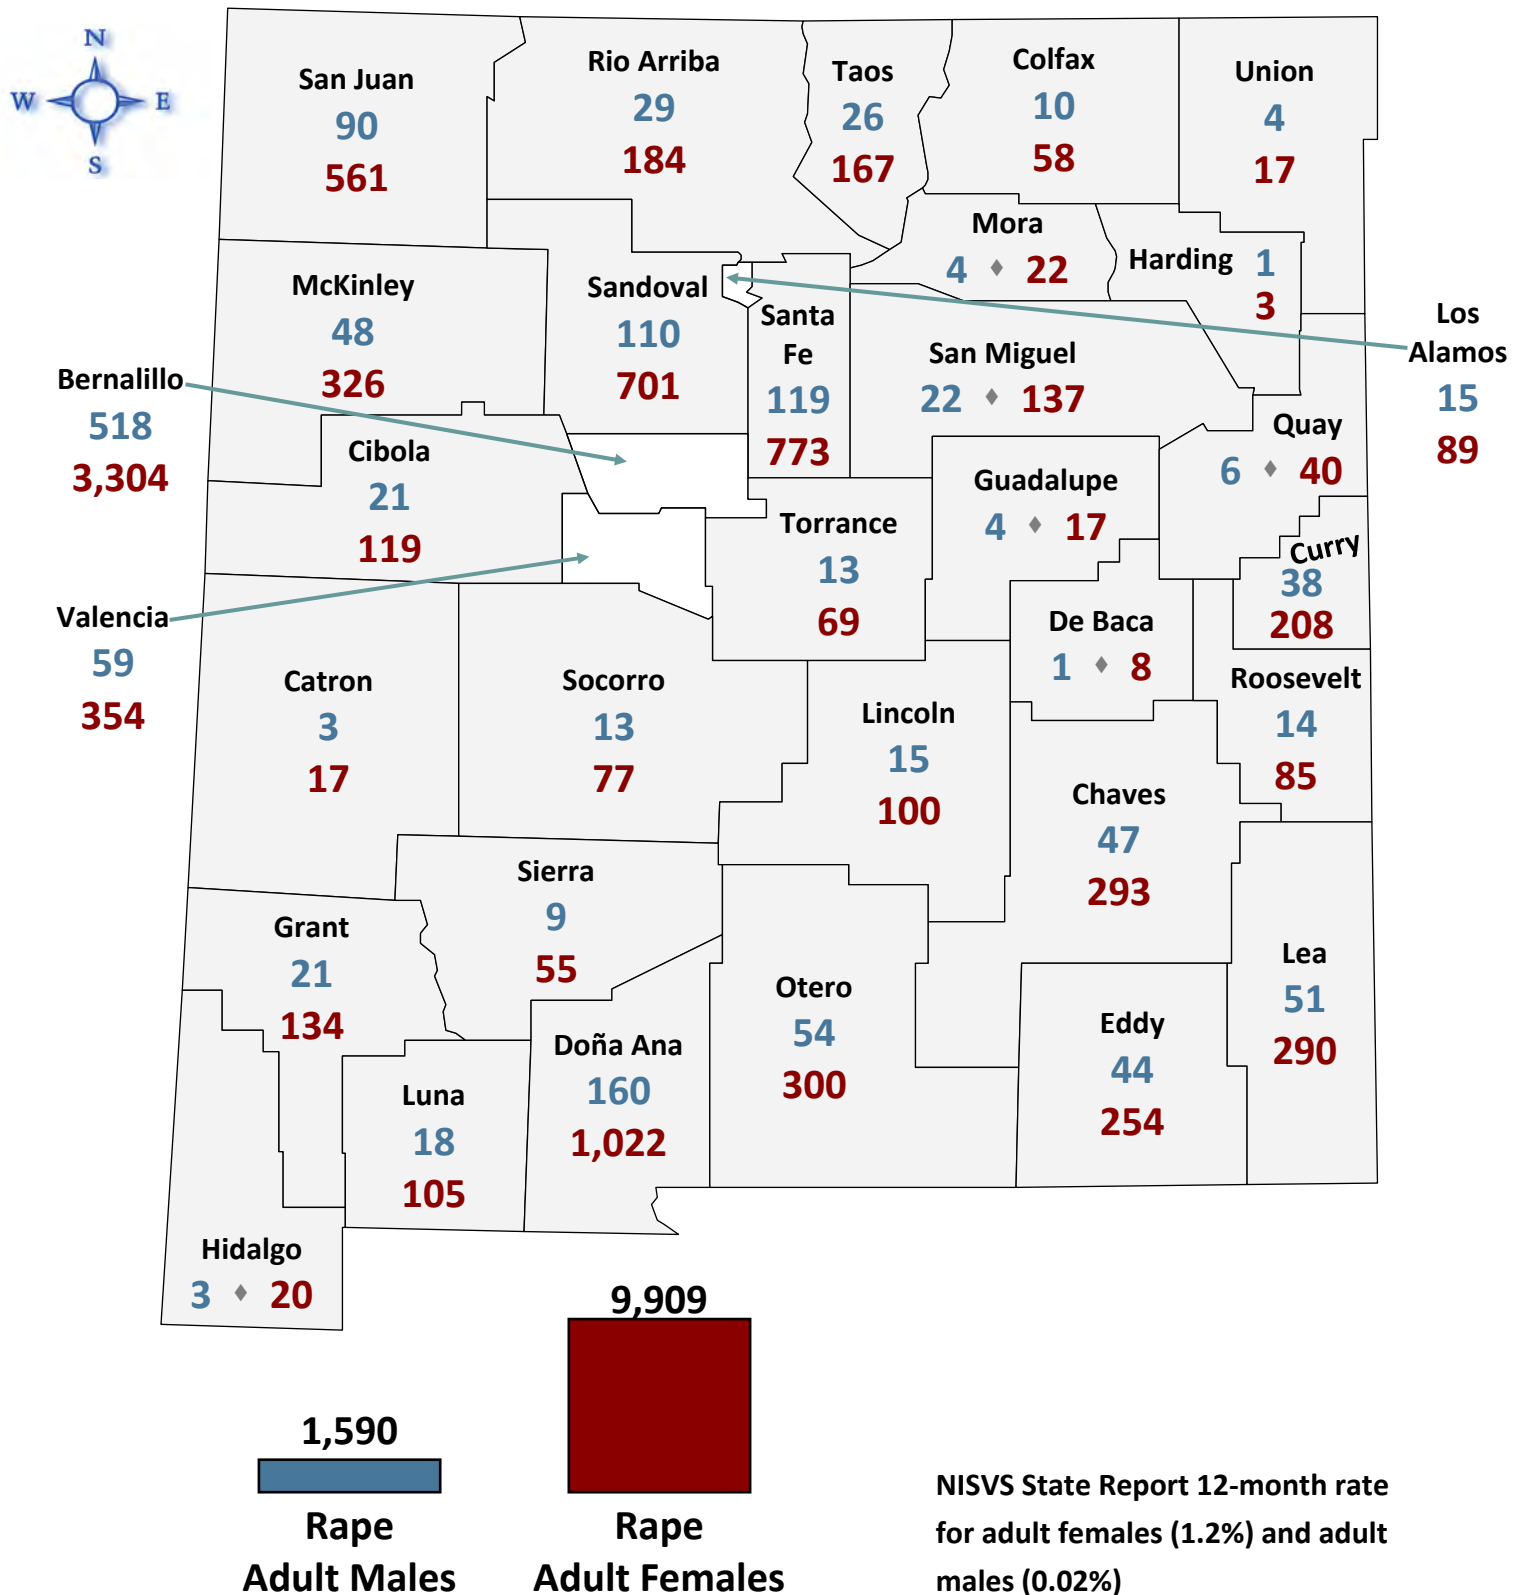 N
W E
S
San Juan
90
561
Rio Arriba
29
184
Taos
26
167
Colfax
10
58
Union
4
17
Mora
4 ♦ 22
Harding 1
3
McKinley
48
326
Sandoval
110
701
Santa
Fe
119
773
San Miguel
22 ♦ 137
Los
Alamos
15
89
Bernalillo
518
3,304
Cibola
21
119
Quay
6 ♦ 40
Guadalupe
4 ♦ 17
Torrance
13
69
Curry
38
208
Valencia
59
354
De Baca
1 ♦ 8
Catron
3
17
Socorro
13
77
Lincoln
15
100
Roosevelt
14
85
Chaves
47
293
Sierra
9
55
Grant
21
134
Otero
54
300
Lea
51
290
Eddy
44
254
Doña Ana
160
1,022
Luna
18
105
Hidalgo
3 ♦ 20
9,909
1,590
Rape
Adult Males
Rape
Adult Females
NISVS State Report 12-month rate
for adult females (1.2%) and adult
males (0.02%)